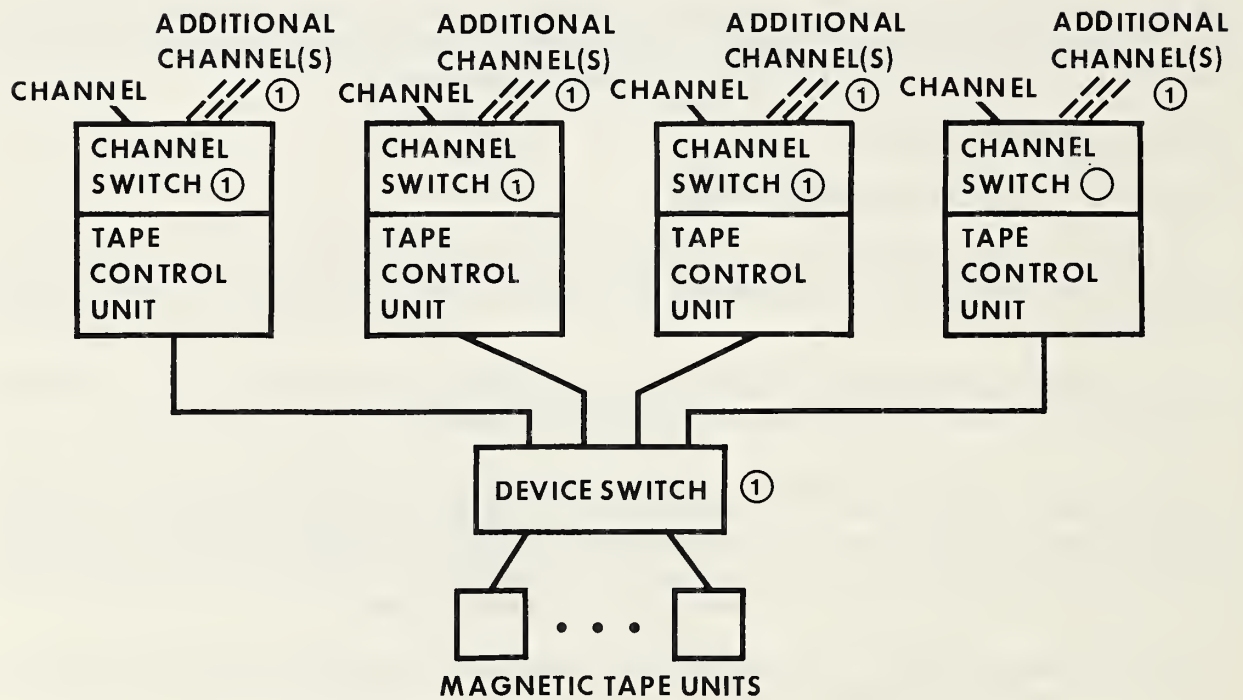 ADDITIONAL
CHANNEL(S)
CHANNEL ①
CHANNEL
SWITCH ①
TAPE
CONTROL
UNIT
ADDITIONAL
CHANNEL(S)
CHANNEL ①
CHANNEL
SWITCH ①
TAPE
CONTROL
UNIT
ADDITIONAL
CHANNEL(S)
CHANNEL ①
CHANNEL
SWITCH ①
TAPE
CONTROL
UNIT
ADDITIONAL
CHANNEL(S)
CHANNEL ①
CHANNEL
SWITCH ◯
TAPE
CONTROL
UNIT
DEVICE SWITCH ①
MAGNETIC TAPE UNITS